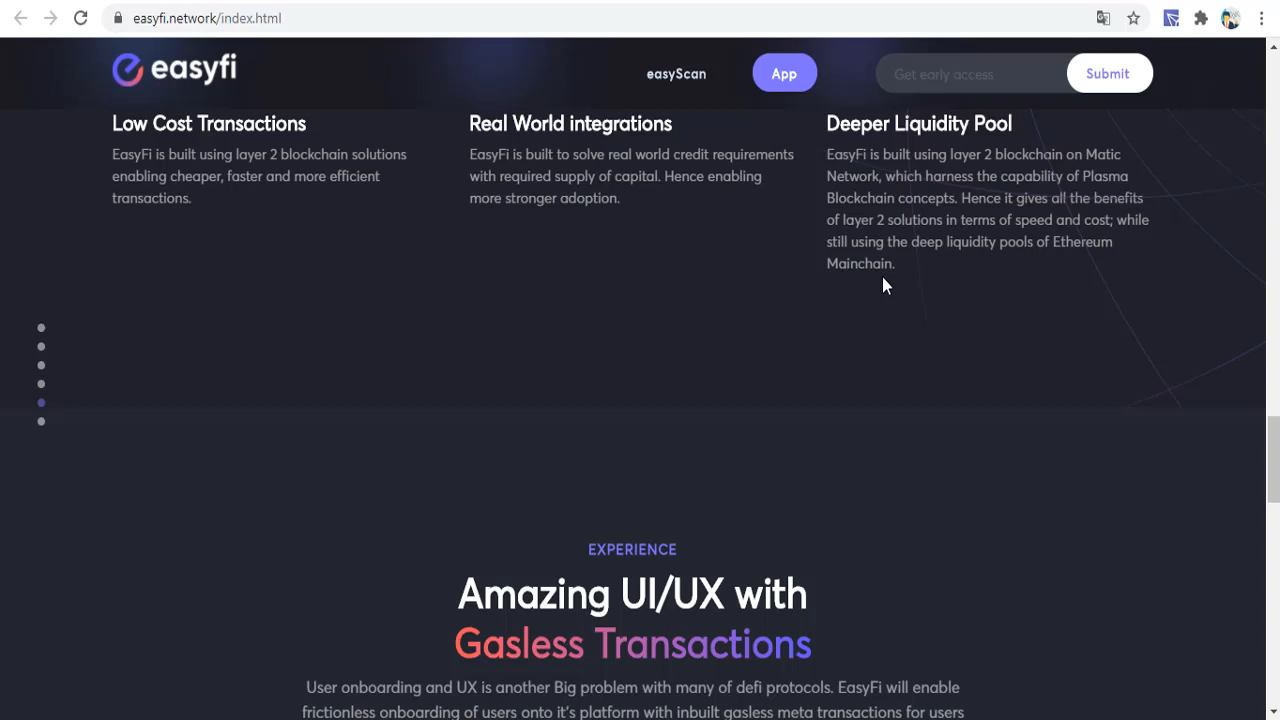 easyfi.network/index.html
easyfi
easyScan
App
Get early access
Submit
Low Cost Transactions
EasyFi is built using layer 2 blockchain solutions
enabling cheaper, faster and more efficient
transactions.
Real World integrations
EasyFi is built to solve real world credit requirements
with required supply of capital. Hence enabling
more stronger adoption.
Deeper Liquidity Pool
EasyFi is built using layer 2 blockchain on Matic
Network, which harness the capability of Plasma
Blockchain concepts. Hence it gives all the benefits
of layer 2 solutions in terms of speed and cost; while
still using the deep liquidity pools of Ethereum
Mainchain.
EXPERIENCE
Amazing UI/UX with
Gasless Transactions
User onboarding and UX is another Big problem with many of defi protocols. EasyFi will enable
frictionless onboarding of users onto it's platform with inbuilt gasless meta transactions for users